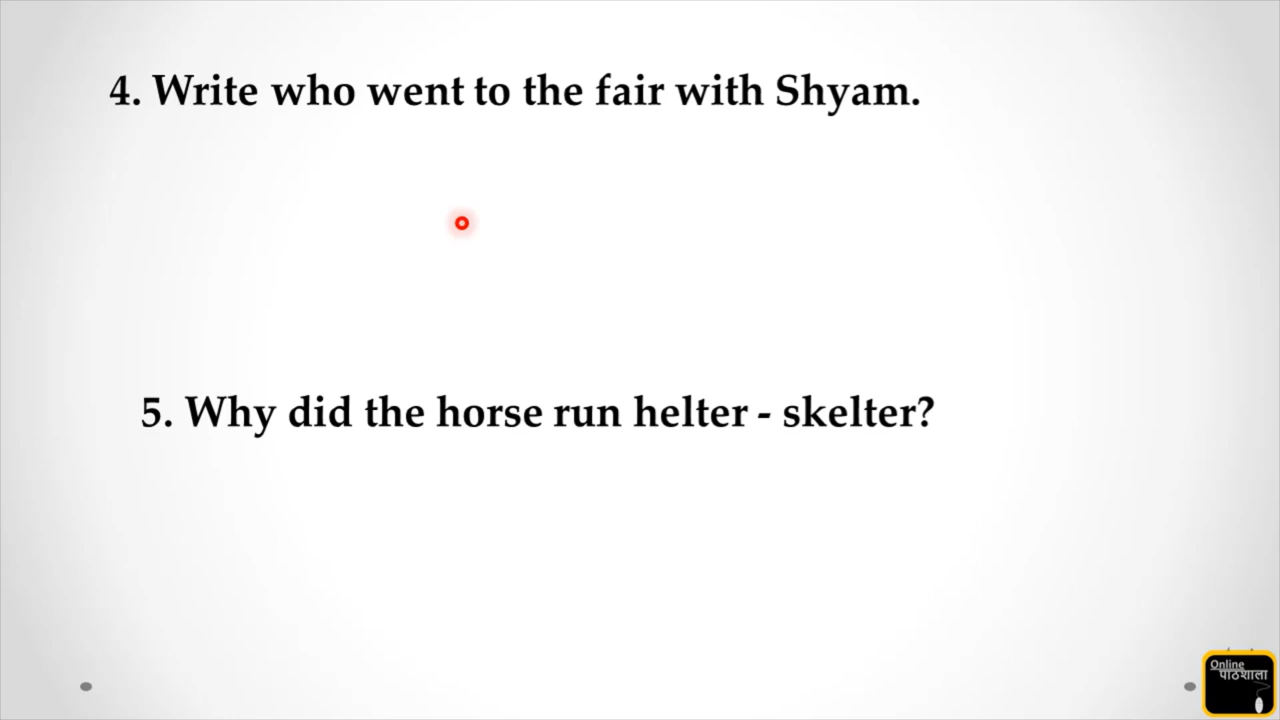 4. Write who went to the fair with Shyam.
5. Why did the horse run helter - skelter?
Online
पाठशाला